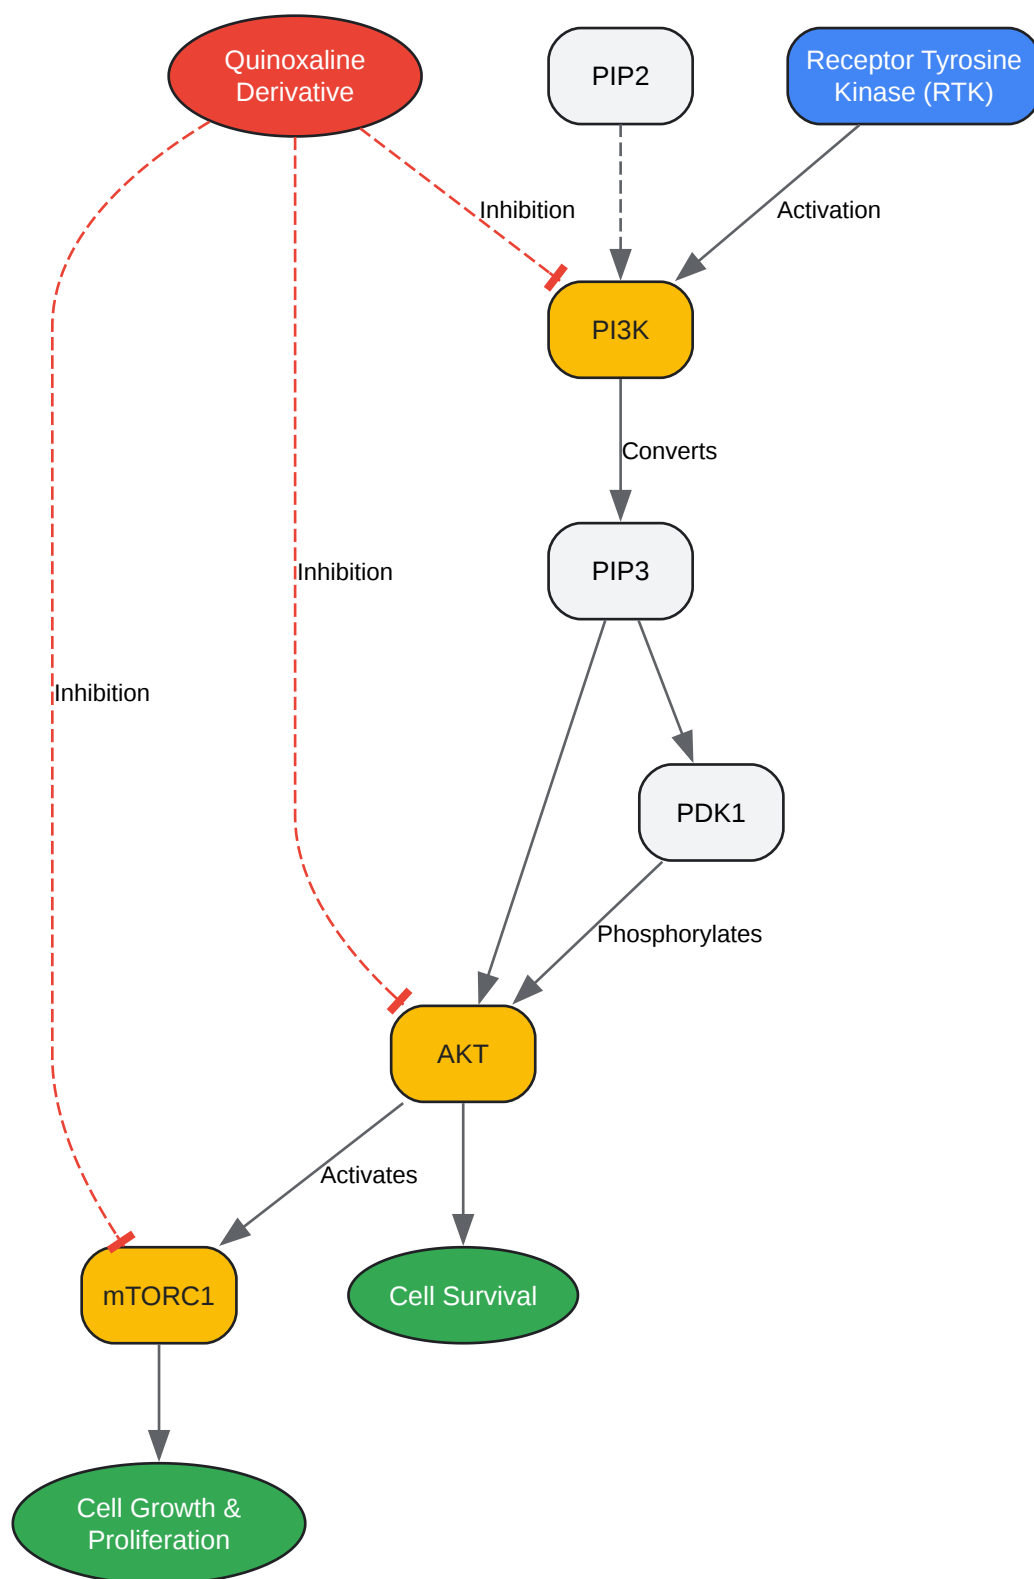 Quinoxaline
Derivative
PIP2
Receptor Tyrosine
Kinase (RTK)
Inhibition
Activation
PI3K
Converts
PIP3
Inhibition
Inhibition
PDK1
Phosphorylates
AKT
Activates
mTORC1
Cell Survival
Cell Growth &
Proliferation